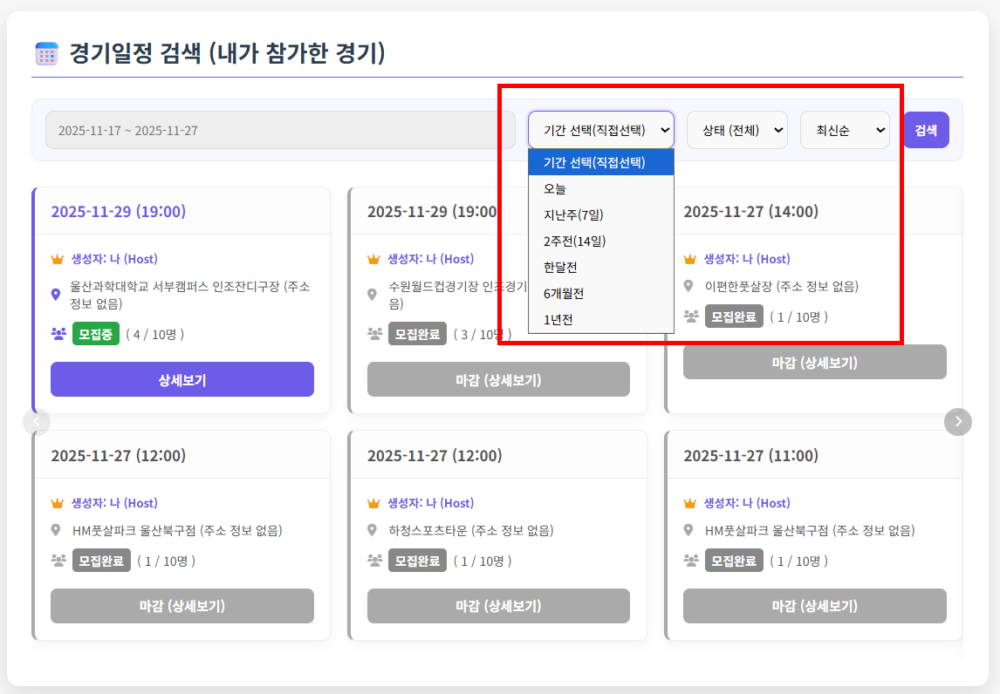 경기일정 검색 (내가 참가한 경기)
2025-11-17 ~ 2025-11-27
기간 선택(직접선택)
상태 (전체)
최신순
검색
기간 선택(직접선택)
오늘
지난주(7일)
2주전(14일)
한달전
6개월전
1년전
2025-11-29 (19:00)
생성자: 나 (Host)
울산과학대학교 서부캠퍼스 인조잔디구장 (주소
정보 없음)
모집중 ( 4 / 10명 )
상세보기
2025-11-29 (19:00
생성자: 나 (Host)
수원월드컵경기장 인조경기
음)
모집완료 ( 3 / 10명 )
마감 (상세보기)
2025-11-27 (14:00)
생성자: 나 (Host)
이편한풋살장 (주소 정보 없음)
모집완료 ( 1 / 10명 )
마감 (상세보기)
2025-11-27 (12:00)
생성자: 나 (Host)
HM풋살파크 울산북구점 (주소 정보 없음)
모집완료 ( 1 / 10명 )
마감 (상세보기)
2025-11-27 (12:00)
생성자: 나 (Host)
하청스포츠타운 (주소 정보 없음)
모집완료 ( 1 / 10명 )
마감 (상세보기)
2025-11-27 (11:00)
생성자: 나 (Host)
HM풋살파크 울산북구점 (주소 정보 없음)
모집완료 ( 1 / 10명 )
마감 (상세보기)